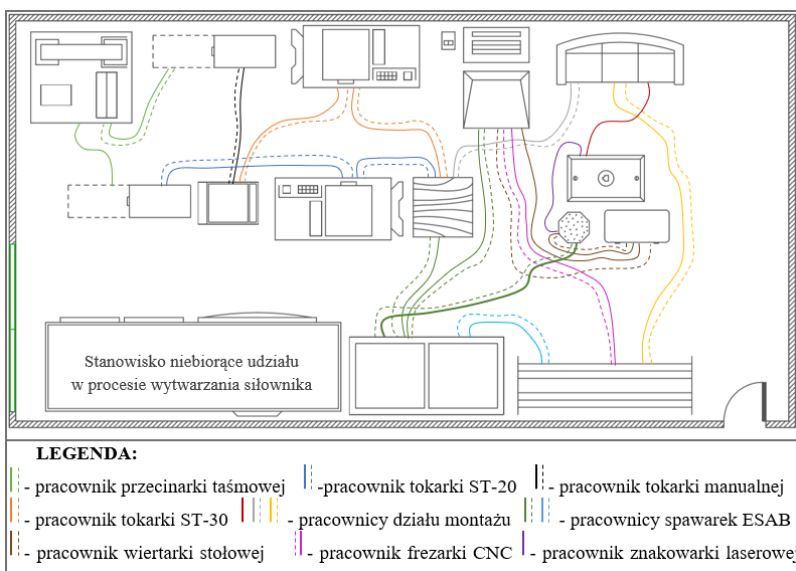 Stanowisko niebiorące udziału
w procesie wytwarzania siłownika
LEGENDA:
- pracownik przecinarki taśmowej -pracownik tokarki ST-20 - pracownik tokarki manualnej
- pracownik tokarki ST-30 - pracownicy działu montażu - pracownicy spawarek ESAB
- pracownik wiertarki stołowej - pracownik frezarki CNC - pracownik znakowarki laserowej